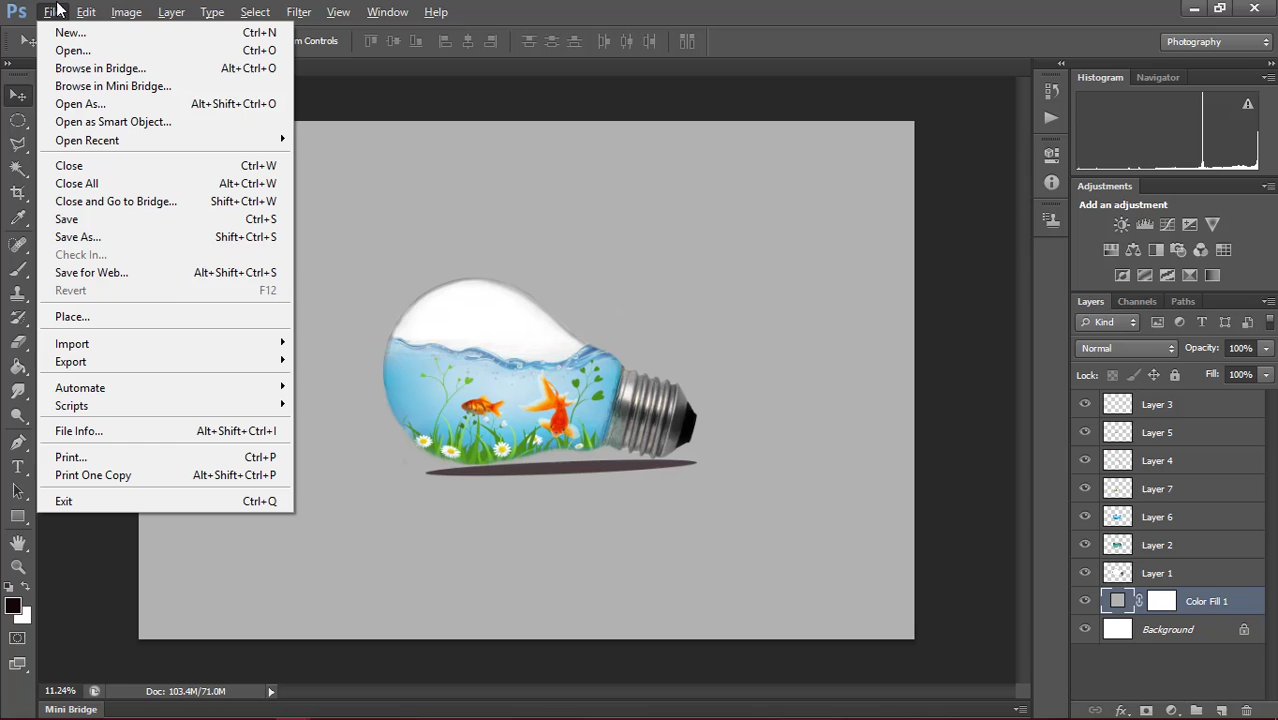 Ps File Edit Image Layer Type Select Filter View Window Help
m Controls Photography
New... Ctrl+N
Open... Ctrl+O
Browse in Bridge... Alt+Ctrl+O
Browse in Mini Bridge...
Open As... Alt+Shift+Ctrl+O
Open as Smart Object...
Open Recent
Close Ctrl+W
Close All Alt+Ctrl+W
Close and Go to Bridge... Shift+Ctrl+W
Save Ctrl+S
Save As... Shift+Ctrl+S
Check In...
Save for Web... Alt+Shift+Ctrl+S
Revert F12
Place...
Import
Export
Automate
Scripts
File Info... Alt+Shift+Ctrl+I
Print... Ctrl+P
Print One Copy Alt+Shift+Ctrl+P
Exit Ctrl+Q
Histogram Navigator
Adjustments
Add an adjustment
Layers Channels Paths
Kind
Normal Opacity: 100%
Lock: Fill: 100%
Layer 3
Layer 5
Layer 4
Layer 7
Layer 6
Layer 2
Layer 1
Color Fill 1
Background
11.24% Doc: 103.4M/71.0M
Mini Bridge